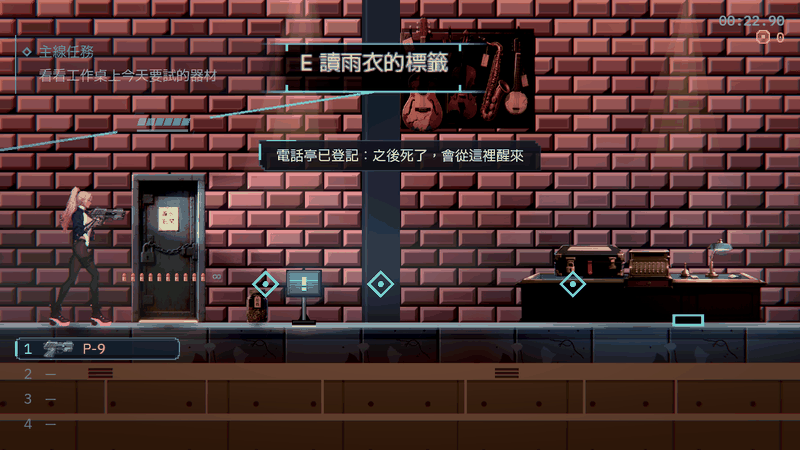 00:22.90
0
主線任務
看看工作桌上今天要試的器材
E 讀雨衣的標籤
電話亭已登記：之後死了，會從這裡醒來
∞
!
1 P-9
2 —
3 —
4 —